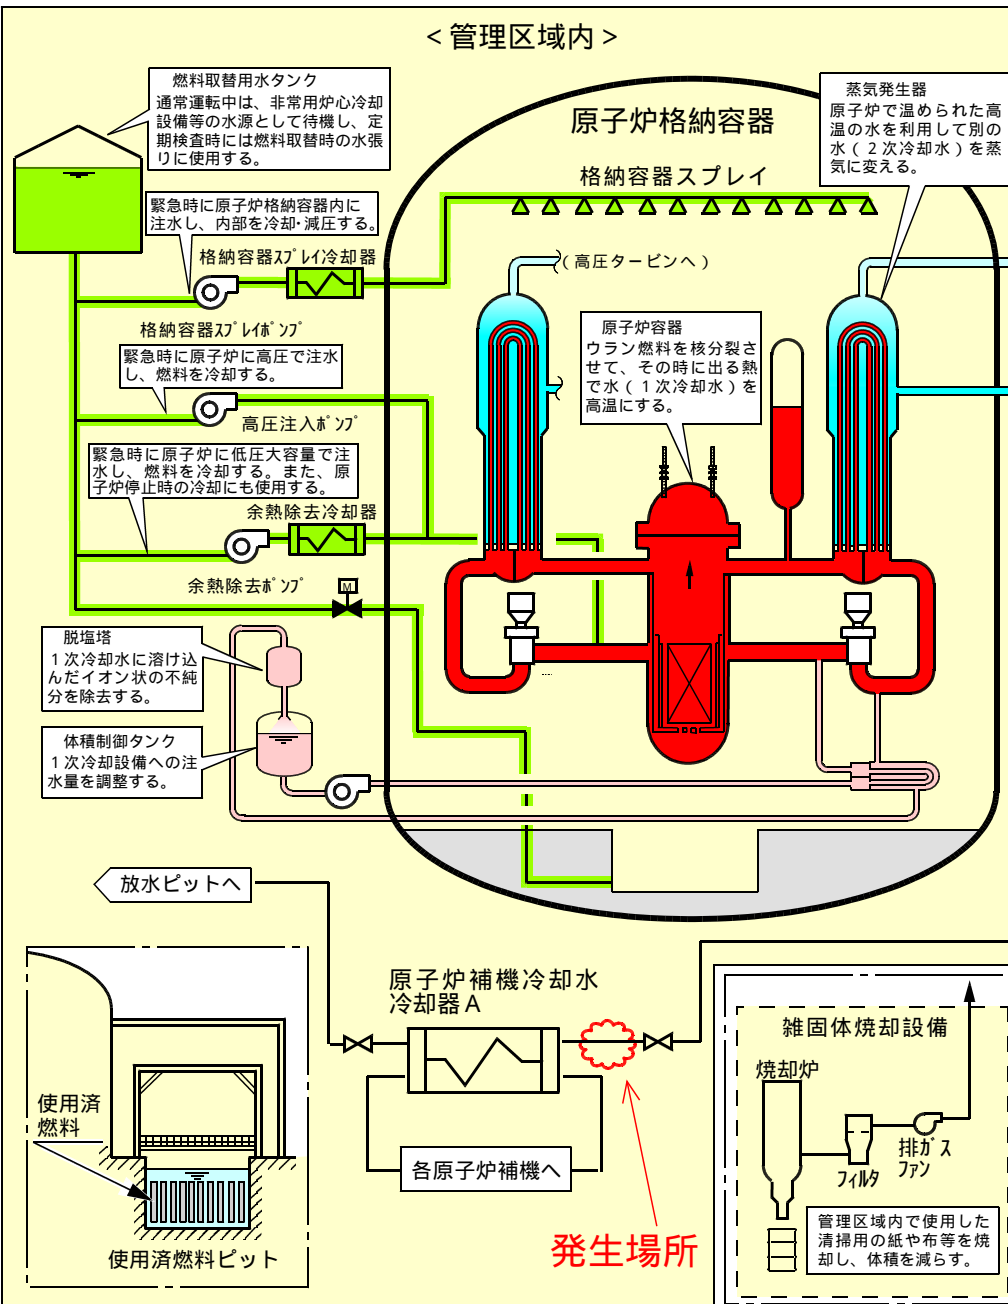 ＜管理区域内＞
燃料取替用水タンク
通常運転中は、非常用炉心冷却
設備等の水源として待機し、定
期検査時には燃料取替時の水張
りに使用する。
緊急時に原子炉格納容器内に
注水し、内部を冷却･減圧する。
格納容器ｽﾌﾟﾚｲ冷却器
格納容器ｽﾌﾟﾚｲﾎﾟﾝﾌﾟ
緊急時に原子炉に高圧で注水
し、燃料を冷却する。
高圧注入ﾎﾟﾝﾌﾟ
緊急時に原子炉に低圧大容量で注
水し、燃料を冷却する。また、原
子炉停止時の冷却にも使用する。
余熱除去冷却器
余熱除去ﾎﾟﾝﾌﾟ
M
原子炉格納容器
格納容器スプレイ
（高圧タービンへ）
蒸気発生器
原子炉で温められた高
温の水を利用して別の
水（２次冷却水）を蒸
気に変える。
原子炉容器
ウラン燃料を核分裂さ
せて、その時に出る熱
で水（１次冷却水）を
高温にする。
脱塩塔
１次冷却水に溶け込
んだイオン状の不純
分を除去する。
体積制御タンク
１次冷却設備への注
水量を調整する。
放水ピットへ
原子炉補機冷却水
冷却器Ａ
各原子炉補機へ
発生場所
使用済
燃料
使用済燃料ピット
雑固体焼却設備
焼却炉
ﾌｨﾙﾀ
排ｶﾞｽ
ﾌｧﾝ
管理区域内で使用した
清掃用の紙や布等を焼
却し、体積を減らす。